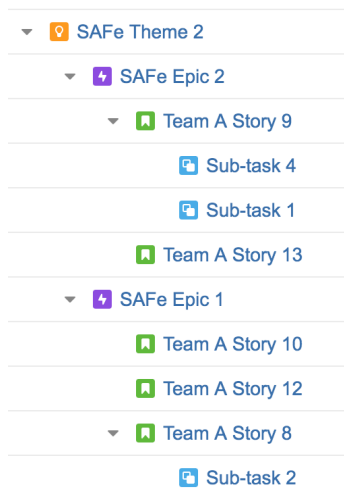 SAFe Theme 2
SAFe Epic 2
Team A Story 9
Sub-task 4
Sub-task 1
Team A Story 13
SAFe Epic 1
Team A Story 10
Team A Story 12
Team A Story 8
Sub-task 2